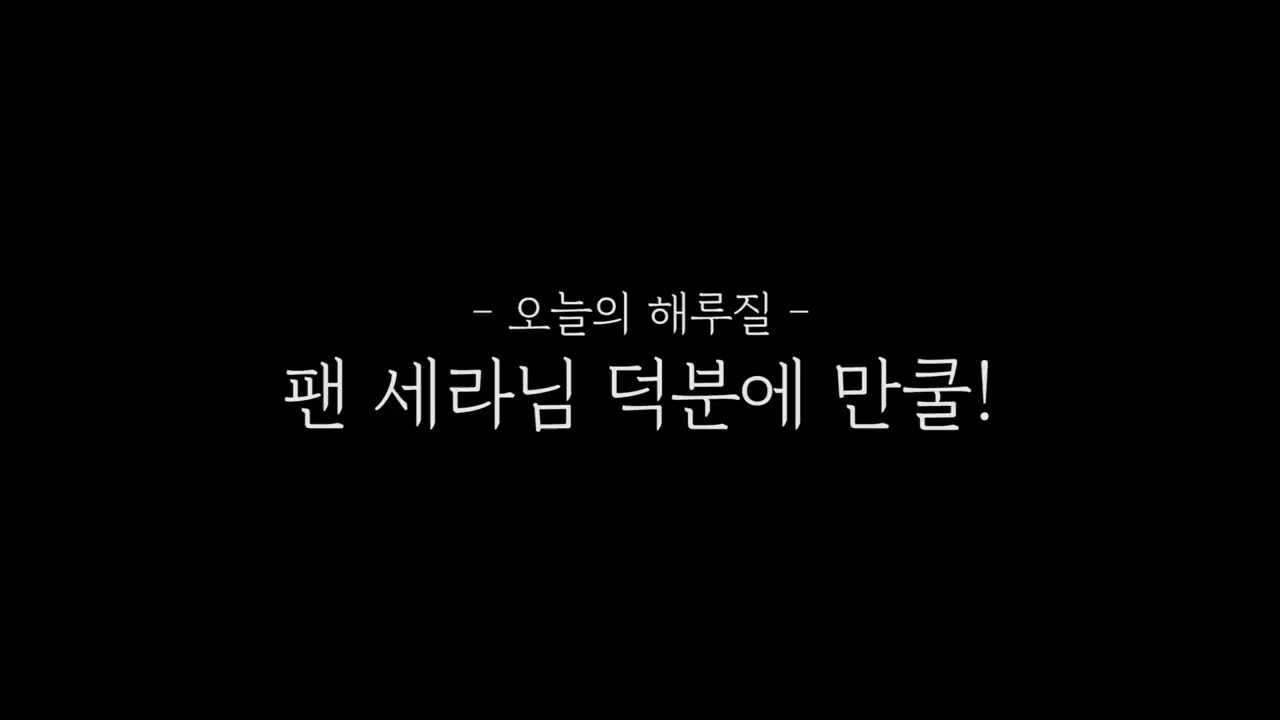 - 오늘의 해루질 -
팬 세라님 덕분에 만쿨!